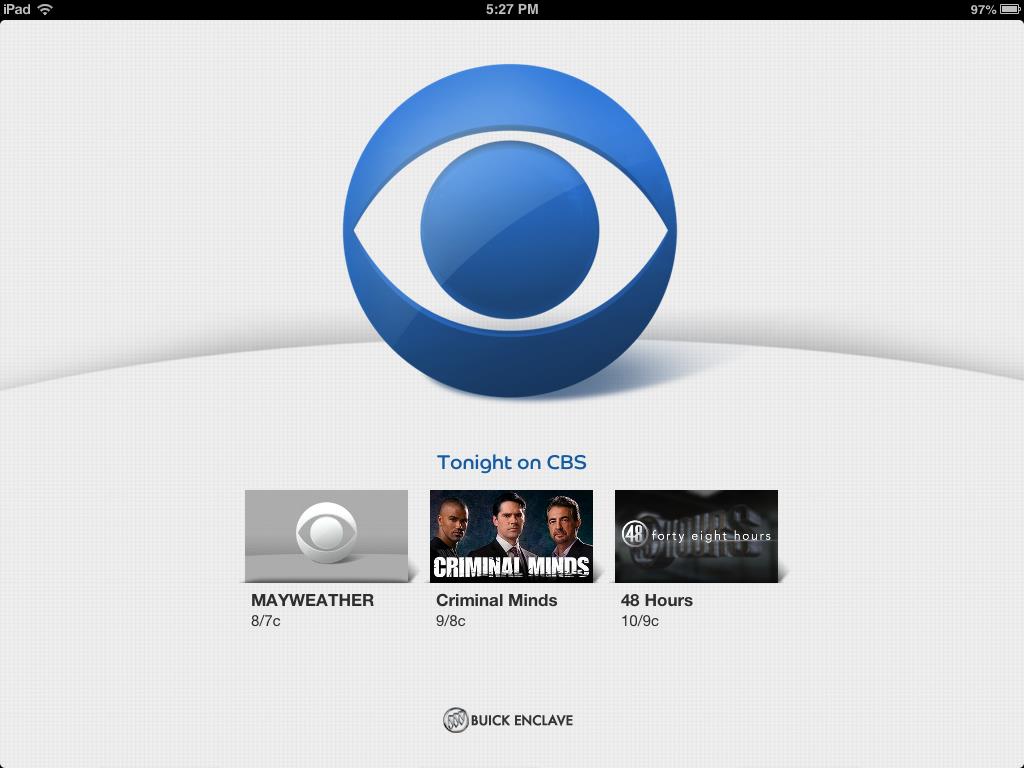 iPad 5:27 PM 97%
Tonight on CBS
CRIMINAL MINDS
48 forty eight hours
MAYWEATHER Criminal Minds 48 Hours
8/7c 9/8c 10/9c
BUICK ENCLAVE